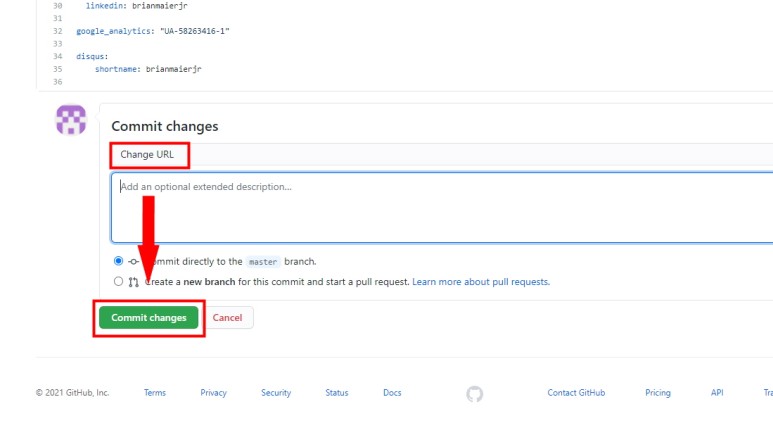 30 linkedin: brianmaierjr
31
32 google_analytics: "UA-58263416-1"
33
34 disqus:
35 shortname: brianmaierjr
36
Commit changes
Change URL
Add an optional extended description...
ommit directly to the master branch.
Create a new branch for this commit and start a pull request. Learn more about pull requests.
Commit changes Cancel
© 2021 GitHub, Inc. Terms Privacy Security Status Docs Contact GitHub Pricing API